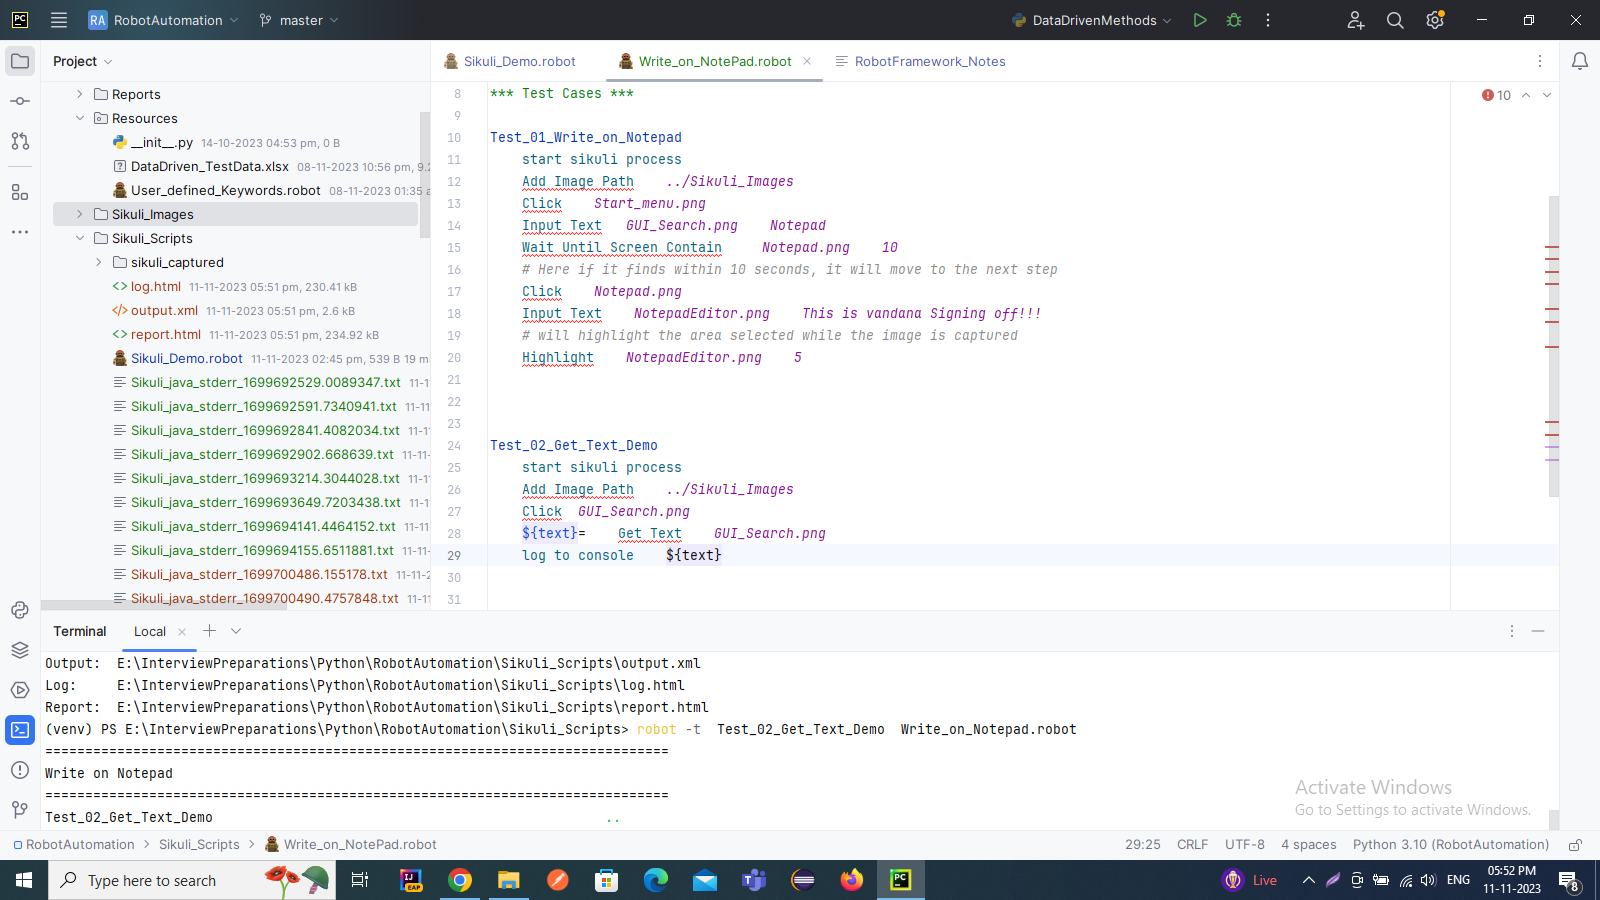 PC
RA RobotAutomation master DataDrivenMethods
Project Sikuli_Demo.robot Write_on_NotePad.robot RobotFramework_Notes
Reports
Resources
__init__.py 14-10-2023 04:53 pm, 0 B
DataDriven_TestData.xlsx 08-11-2023 10:56 pm, 9.2
User_defined_Keywords.robot 08-11-2023 01:35 a
Sikuli_Images
Sikuli_Scripts
sikuli_captured
log.html 11-11-2023 05:51 pm, 230.41 kB
output.xml 11-11-2023 05:51 pm, 2.6 kB
report.html 11-11-2023 05:51 pm, 234.92 kB
Sikuli_Demo.robot 11-11-2023 02:45 pm, 539 B 19 m
Sikuli_java_stderr_1699692529.0089347.txt 11-1
Sikuli_java_stderr_1699692591.7340941.txt 11-11
Sikuli_java_stderr_1699692841.4082034.txt 11-1
Sikuli_java_stderr_1699692902.668639.txt 11-11-
Sikuli_java_stderr_1699693214.3044028.txt 11-1
Sikuli_java_stderr_1699693649.7203438.txt 11-1
Sikuli_java_stderr_1699694141.4464152.txt 11-11
Sikuli_java_stderr_1699694155.6511881.txt 11-11-
Sikuli_java_stderr_1699700486.155178.txt 11-11-2
Sikuli_java_stderr_1699700490.4757848.txt 11-11
8 *** Test Cases ***
10
9
10 Test_01_Write_on_Notepad
11 start sikuli process
12 Add Image Path ../Sikuli_Images
13 Click Start_menu.png
14 Input Text GUI_Search.png Notepad
15 Wait Until Screen Contain Notepad.png 10
16 # Here if it finds within 10 seconds, it will move to the next step
17 Click Notepad.png
18 Input Text NotepadEditor.png This is vandana Signing off!!!
19 # will highlight the area selected while the image is captured
20 Highlight NotepadEditor.png 5
21
22
23
24 Test_02_Get_Text_Demo
25 start sikuli process
26 Add Image Path ../Sikuli_Images
27 Click GUI_Search.png
28 ${text}= Get Text GUI_Search.png
29 log to console ${text}
30
31
Terminal Local
Output: E:\InterviewPreparations\Python\RobotAutomation\Sikuli_Scripts\output.xml
Log: E:\InterviewPreparations\Python\RobotAutomation\Sikuli_Scripts\log.html
Report: E:\InterviewPreparations\Python\RobotAutomation\Sikuli_Scripts\report.html
(venv) PS E:\InterviewPreparations\Python\RobotAutomation\Sikuli_Scripts> robot -t Test_02_Get_Text_Demo Write_on_Notepad.robot
==============================================================================
Write on Notepad
==============================================================================
Test_02_Get_Text_Demo ..
Activate Windows
Go to Settings to activate Windows.
RobotAutomation > Sikuli_Scripts > Write_on_NotePad.robot 29:25 CRLF UTF-8 4 spaces Python 3.10 (RobotAutomation)
Type here to search IJ EAP PC Live ENG 05:52 PM
11-11-2023 8